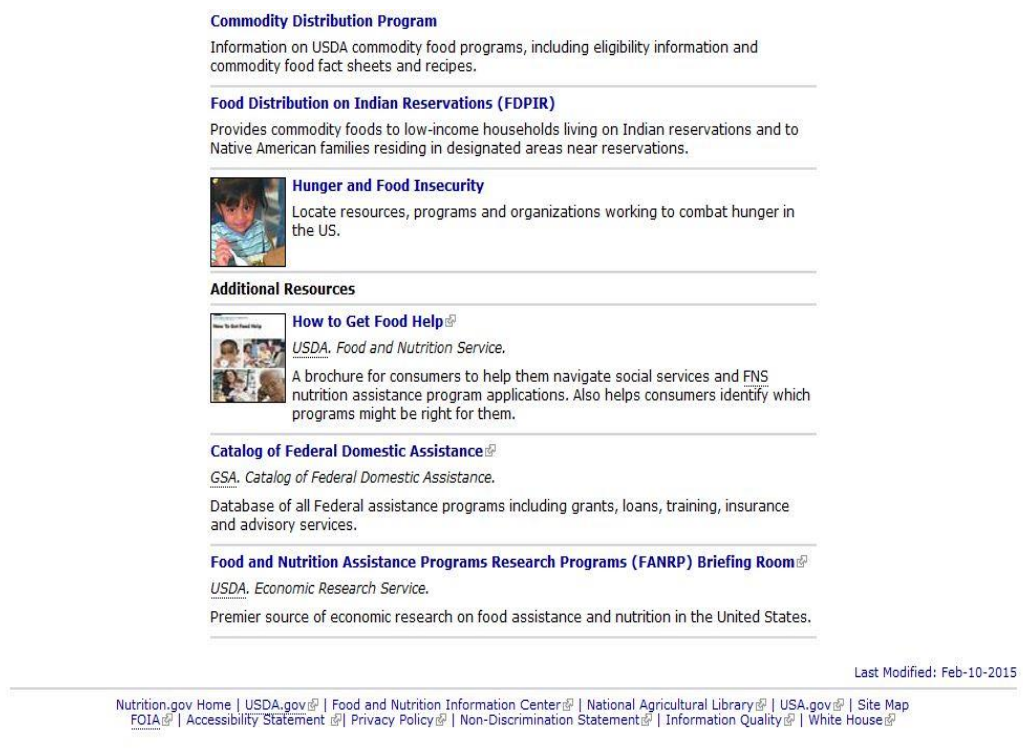 Commodity Distribution Program
Information on USDA commodity food programs, including eligibility information and
commodity food fact sheets and recipes.
Food Distribution on Indian Reservations (FDPIR)
Provides commodity foods to low-income households living on Indian reservations and to
Native American families residing in designated areas near reservations.
Hunger and Food Insecurity
Locate resources, programs and organizations working to combat hunger in
the US.
Additional Resources
How To Get Food Help
How to Get Food Help
USDA. Food and Nutrition Service.
A brochure for consumers to help them navigate social services and FNS
nutrition assistance program applications. Also helps consumers identify which
programs might be right for them.
Catalog of Federal Domestic Assistance
GSA. Catalog of Federal Domestic Assistance.
Database of all Federal assistance programs including grants, loans, training, insurance
and advisory services.
Food and Nutrition Assistance Programs Research Programs (FANRP) Briefing Room
USDA. Economic Research Service.
Premier source of economic research on food assistance and nutrition in the United States.
Last Modified: Feb-10-2015
Nutrition.gov Home | USDA.gov | Food and Nutrition Information Center | National Agricultural Library | USA.gov | Site Map
FOIA | Accessibility Statement | Privacy Policy | Non-Discrimination Statement | Information Quality | White House